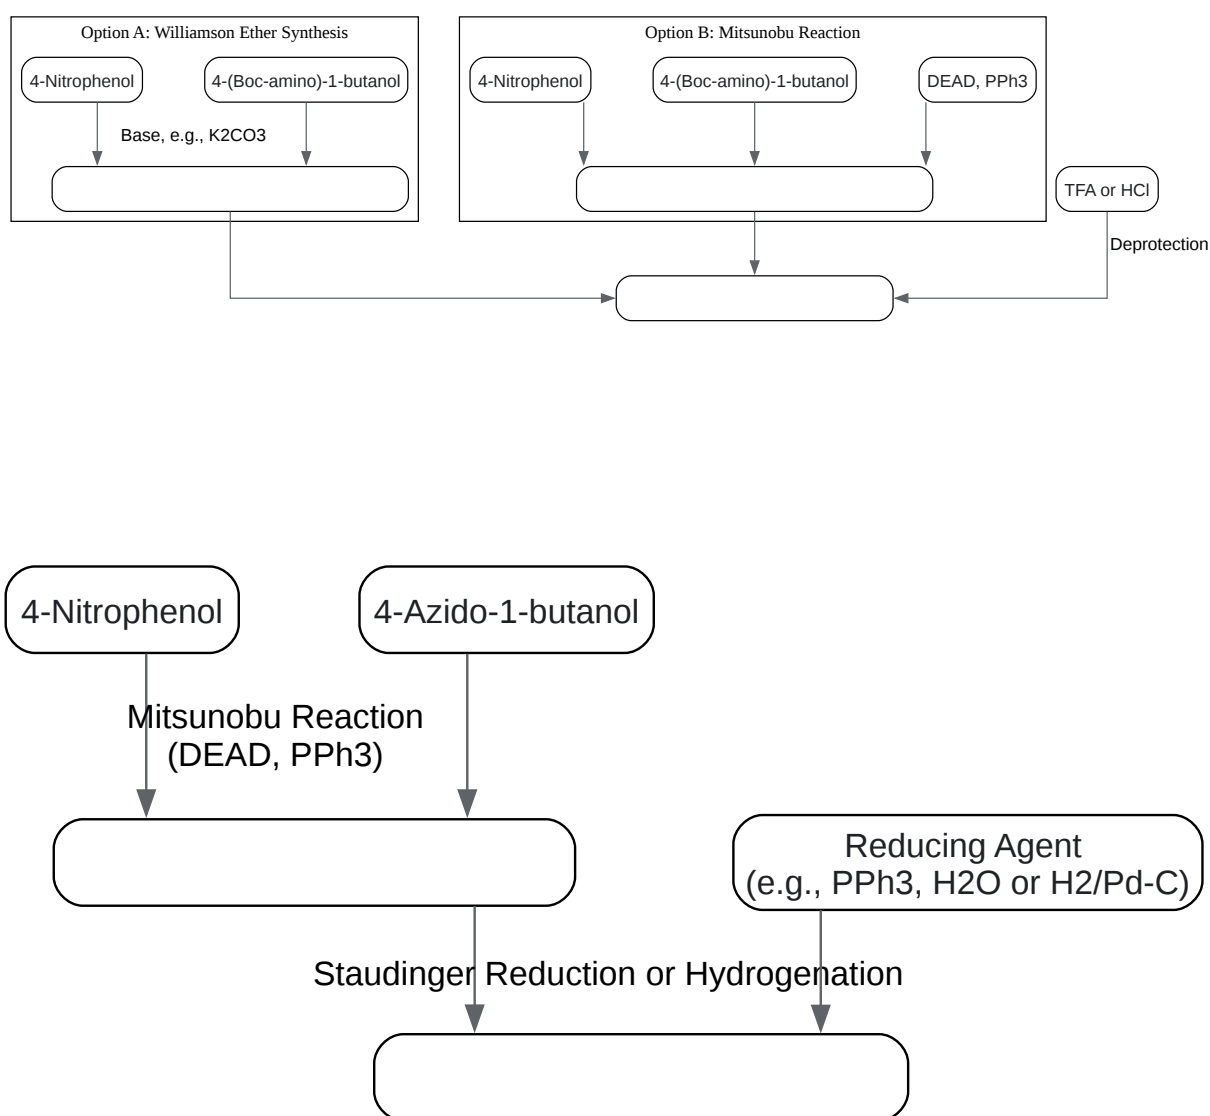 Option A: Williamson Ether Synthesis
Option B: Mitsunobu Reaction
4-Nitrophenol
4-(Boc-amino)-1-butanol
4-Nitrophenol
4-(Boc-amino)-1-butanol
DEAD, PPh3
Base, e.g., K2CO3
TFA or HCl
Deprotection
4-Nitrophenol
4-Azido-1-butanol
Mitsunobu Reaction
(DEAD, PPh3)
Reducing Agent
(e.g., PPh3, H2O or H2/Pd-C)
Staudinger Reduction or Hydrogenation